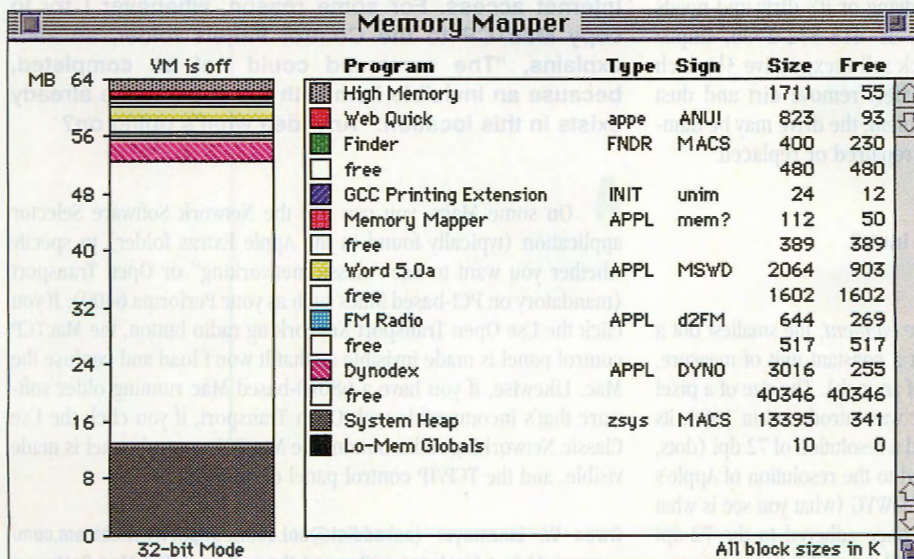 Memory Mapper
MB 64
VM is off
56
48
40
32
24
16
8
0
32-bit Mode
Program Type Sign Size Free
High Memory 1711 55
Web Quick appe ANU! 823 93
Finder FNDR MACS 400 230
free 480 480
GCC Printing Extension INIT unim 24 12
Memory Mapper APPL mem? 112 50
free 389 389
Word 5.0a APPL MSWD 2064 903
free 1602 1602
FM Radio APPL d2FM 644 269
free 517 517
Dynodex APPL DYNO 3016 255
free 40346 40346
System Heap zsys MACS 13395 341
Lo-Mem Globals 10 0
All block sizes in K